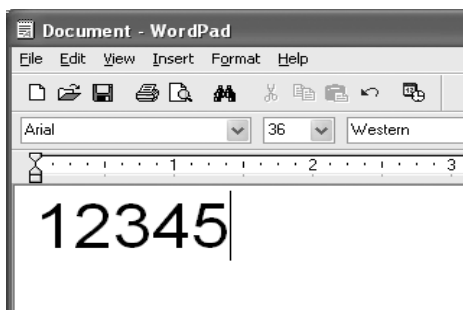 Document - WordPad
File Edit View Insert Format Help
Arial 36 Western
1 2 3
12345